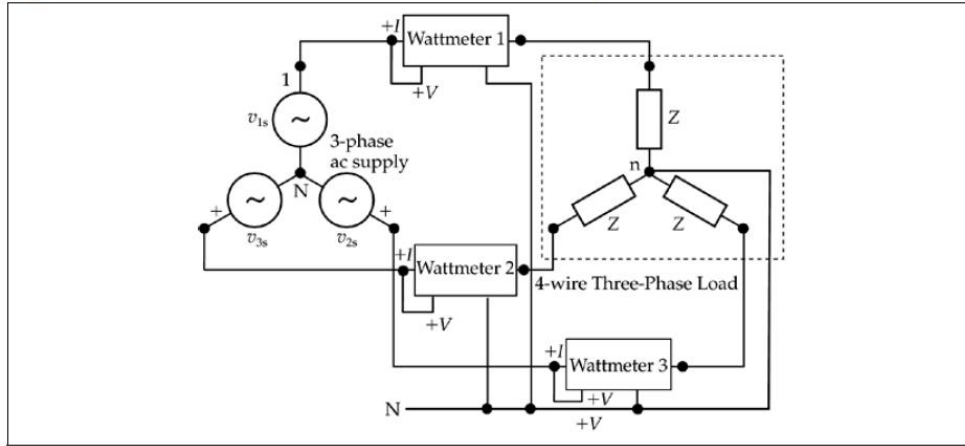 +I
Wattmeter 1
1
+V
v1s
~
Z
3-phase
ac supply
n
N
+
~
~
+
v3s
v2s
Z
Z
+I
Wattmeter 2
4-wire Three-Phase Load
+V
+I
Wattmeter 3
+V
N
+V